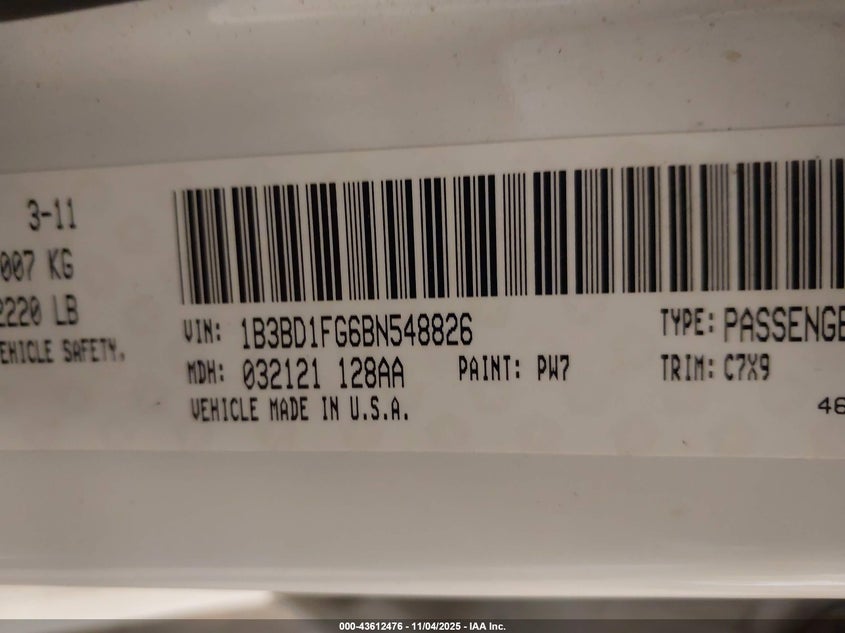 3-11
007 KG
2220 LB
EHICLE SAFETY.
VIN: 1B3BD1FG6BN548826
MDH: 032121 128AA
PAINT: PW7
VEHICLE MADE IN U.S.A.
TYPE: PASSENGE
TRIM: C7X9
46
000-43612476 - 11/04/2025 - IAA Inc.